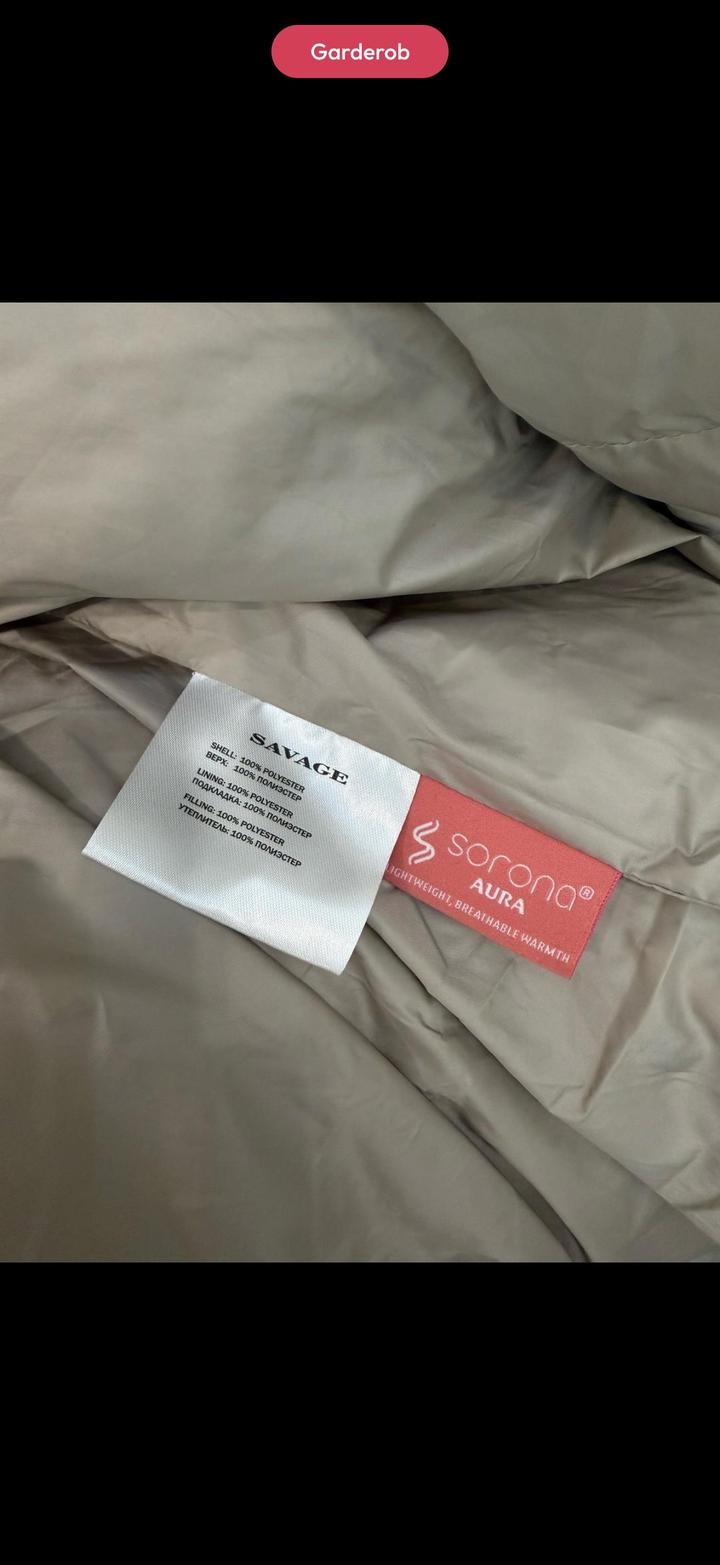 Garderob
SAVAGE
SHELL: 100% POLYESTER
ВЕРХ: 100% ПОЛИЭСТЕР
LINING: 100% POLYESTER
ПОДКЛАДКА: 100% ПОЛИЭСТЕР
FILLING: 100% POLYESTER
УТЕПЛИТЕЛЬ: 100% ПОЛИЭСТЕР
sorona®
AURA
LIGHTWEIGHT, BREATHABLE WARMTH